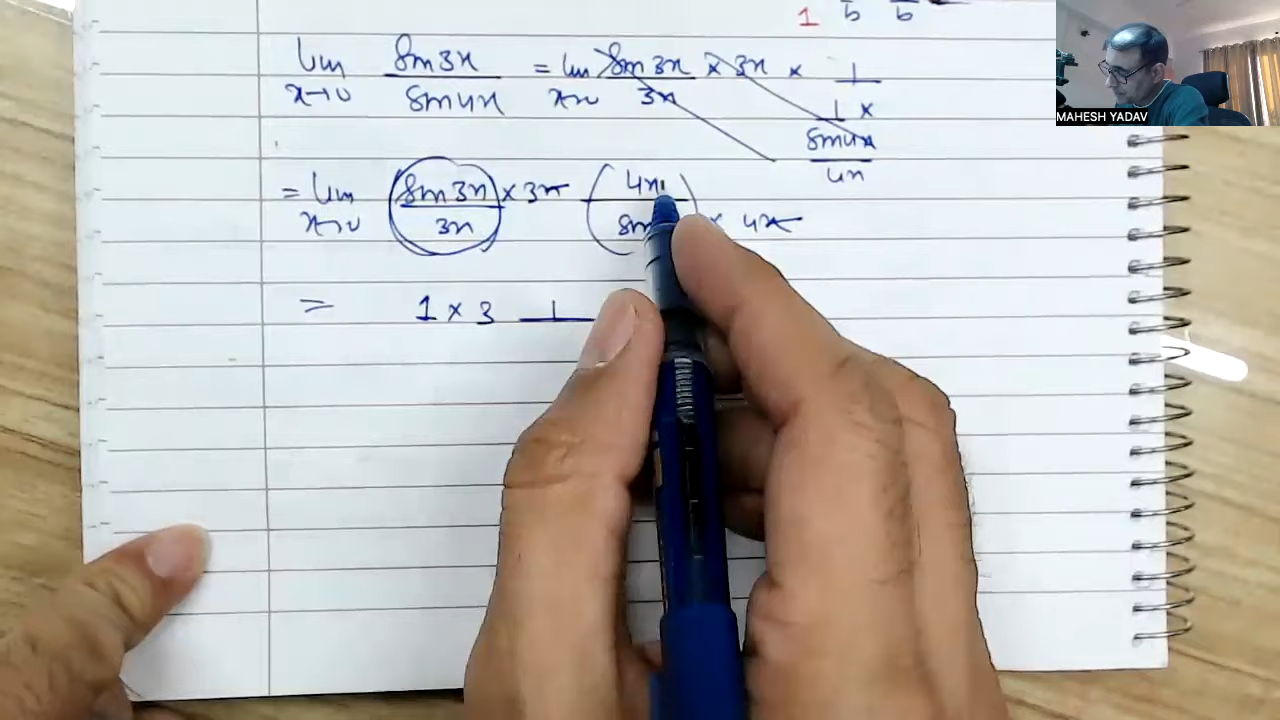 1 b b
lim x→0 sin3x / sin4x = lim x→0 sin3x / 3x × 3x × 1 / 1 × sin4x / 4x
= lim x→0 (sin3x / 3x) × 3x (4x / sin) × 4x
= 1 × 3 1
MAHESH YADAV